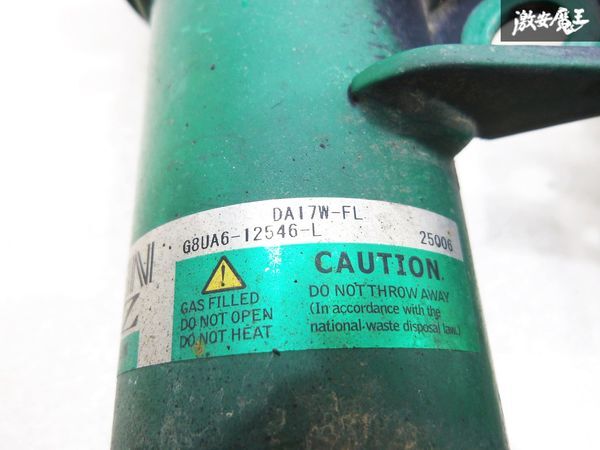 激安魔王
DA17W-FL
G8UA6-12546-L
25006
N
Z
CAUTION
GAS FILLED
DO NOT OPEN
DO NOT HEAT
DO NOT THROW AWAY
(In accordance with the
national-waste disposal law.)